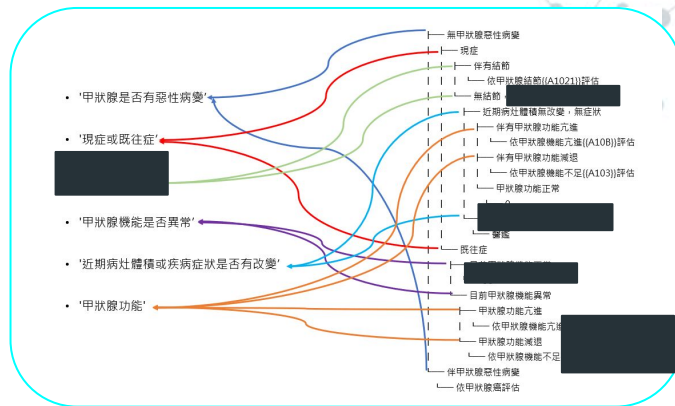 • '甲狀腺是否有惡性病變'
• '現症或既往症'
• '甲狀腺機能是否異常'
• '近期病灶體積或疾病症狀是否有改變'
• '甲狀腺功能'
無甲狀腺惡性病變
現症
伴有結節
依甲狀腺結節((A1021))評估
無結節
近期病灶體積無改變，無症狀
伴有甲狀腺功能亢進
依甲狀腺機能亢進((A10B))評估
伴有甲狀腺功能減退
依甲狀腺機能不足((A103))評估
甲狀腺功能正常
既往症
目前甲狀腺機能異常
甲狀腺功能亢進
依甲狀腺機能亢進
甲狀腺功能減退
依甲狀腺機能不足
伴甲狀腺惡性病變
依甲狀腺癌評估